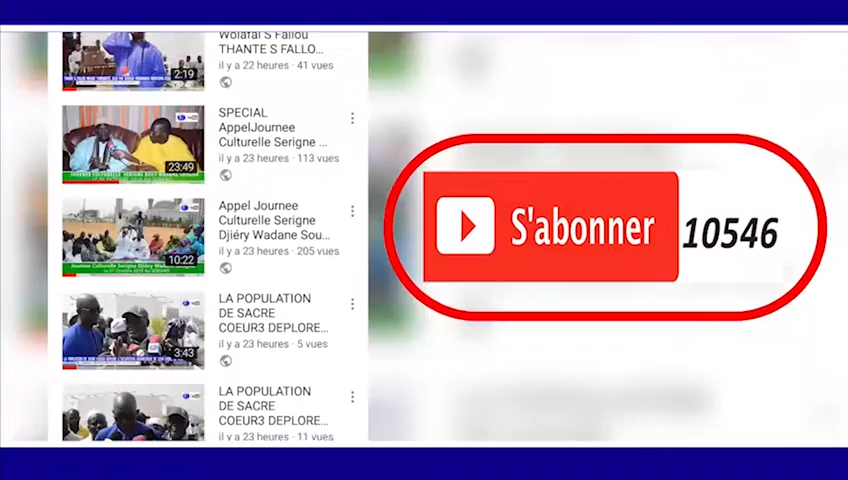 Wolafal S Fallou
THANTE S FALLO...
il y a 22 heures · 41 vues
2:19
SPECIAL
AppelJournee
Culturelle Serigne ...
il y a 23 heures · 113 vues
23:49
Appel Journee
Culturelle Serigne
Djiéry Wadane Sou...
il y a 23 heures · 205 vues
10:22
LA POPULATION
DE SACRE
COEUR3 DEPLORE...
il y a 23 heures · 5 vues
3:43
LA POPULATION
DE SACRE
COEUR3 DEPLORE...
il y a 23 heures · 11 vues
S'abonner 10546